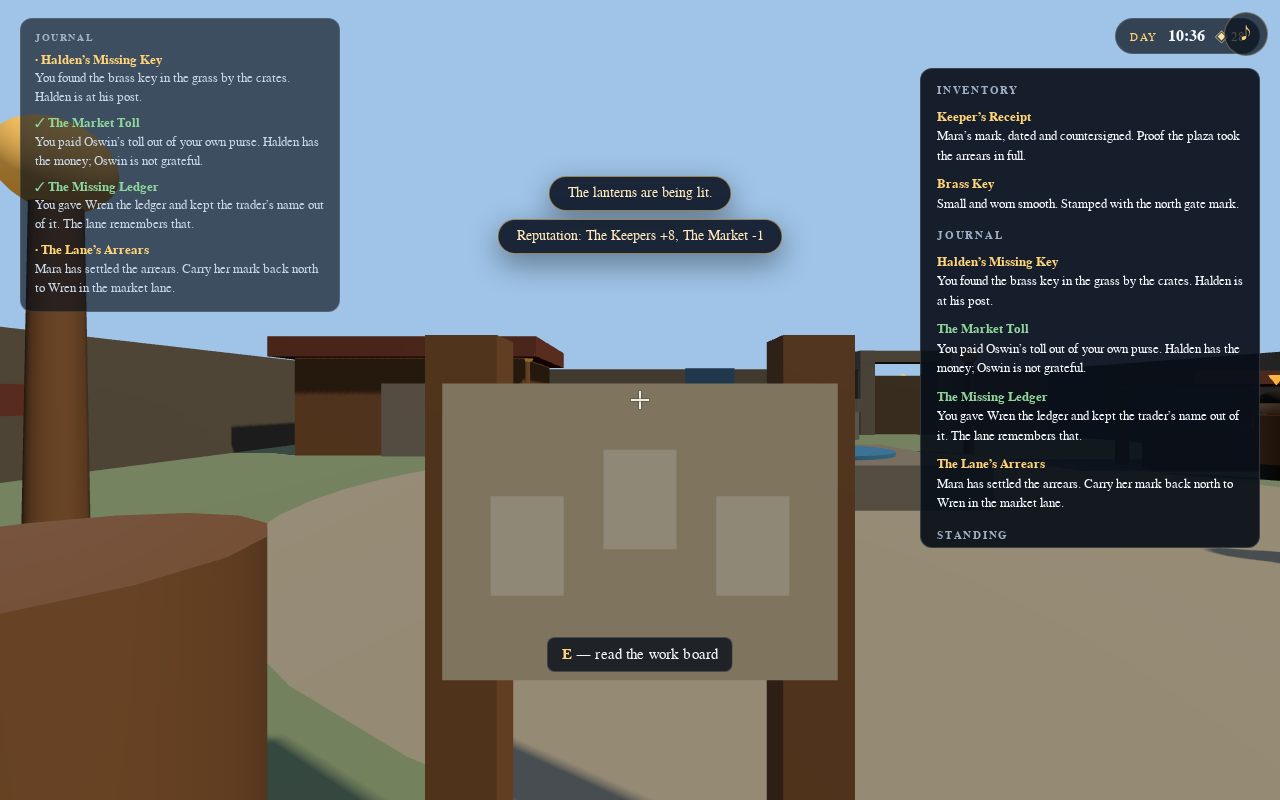 JOURNAL
· Halden’s Missing Key
You found the brass key in the grass by the crates.
Halden is at his post.
✓ The Market Toll
You paid Oswin’s toll out of your own purse. Halden has
the money; Oswin is not grateful.
✓ The Missing Ledger
You gave Wren the ledger and kept the trader’s name out
of it. The lane remembers that.
· The Lane’s Arrears
Mara has settled the arrears. Carry her mark back north
to Wren in the market lane.
The lanterns are being lit.
Reputation: The Keepers +8, The Market -1
E — read the work board
DAY 10:36 ◈
INVENTORY
Keeper’s Receipt
Mara’s mark, dated and countersigned. Proof the plaza took
the arrears in full.
Brass Key
Small and worn smooth. Stamped with the north gate mark.
JOURNAL
Halden’s Missing Key
You found the brass key in the grass by the crates. Halden is
at his post.
The Market Toll
You paid Oswin’s toll out of your own purse. Halden has the
money; Oswin is not grateful.
The Missing Ledger
You gave Wren the ledger and kept the trader’s name out of
it. The lane remembers that.
The Lane’s Arrears
Mara has settled the arrears. Carry her mark back north to
Wren in the market lane.
STANDING